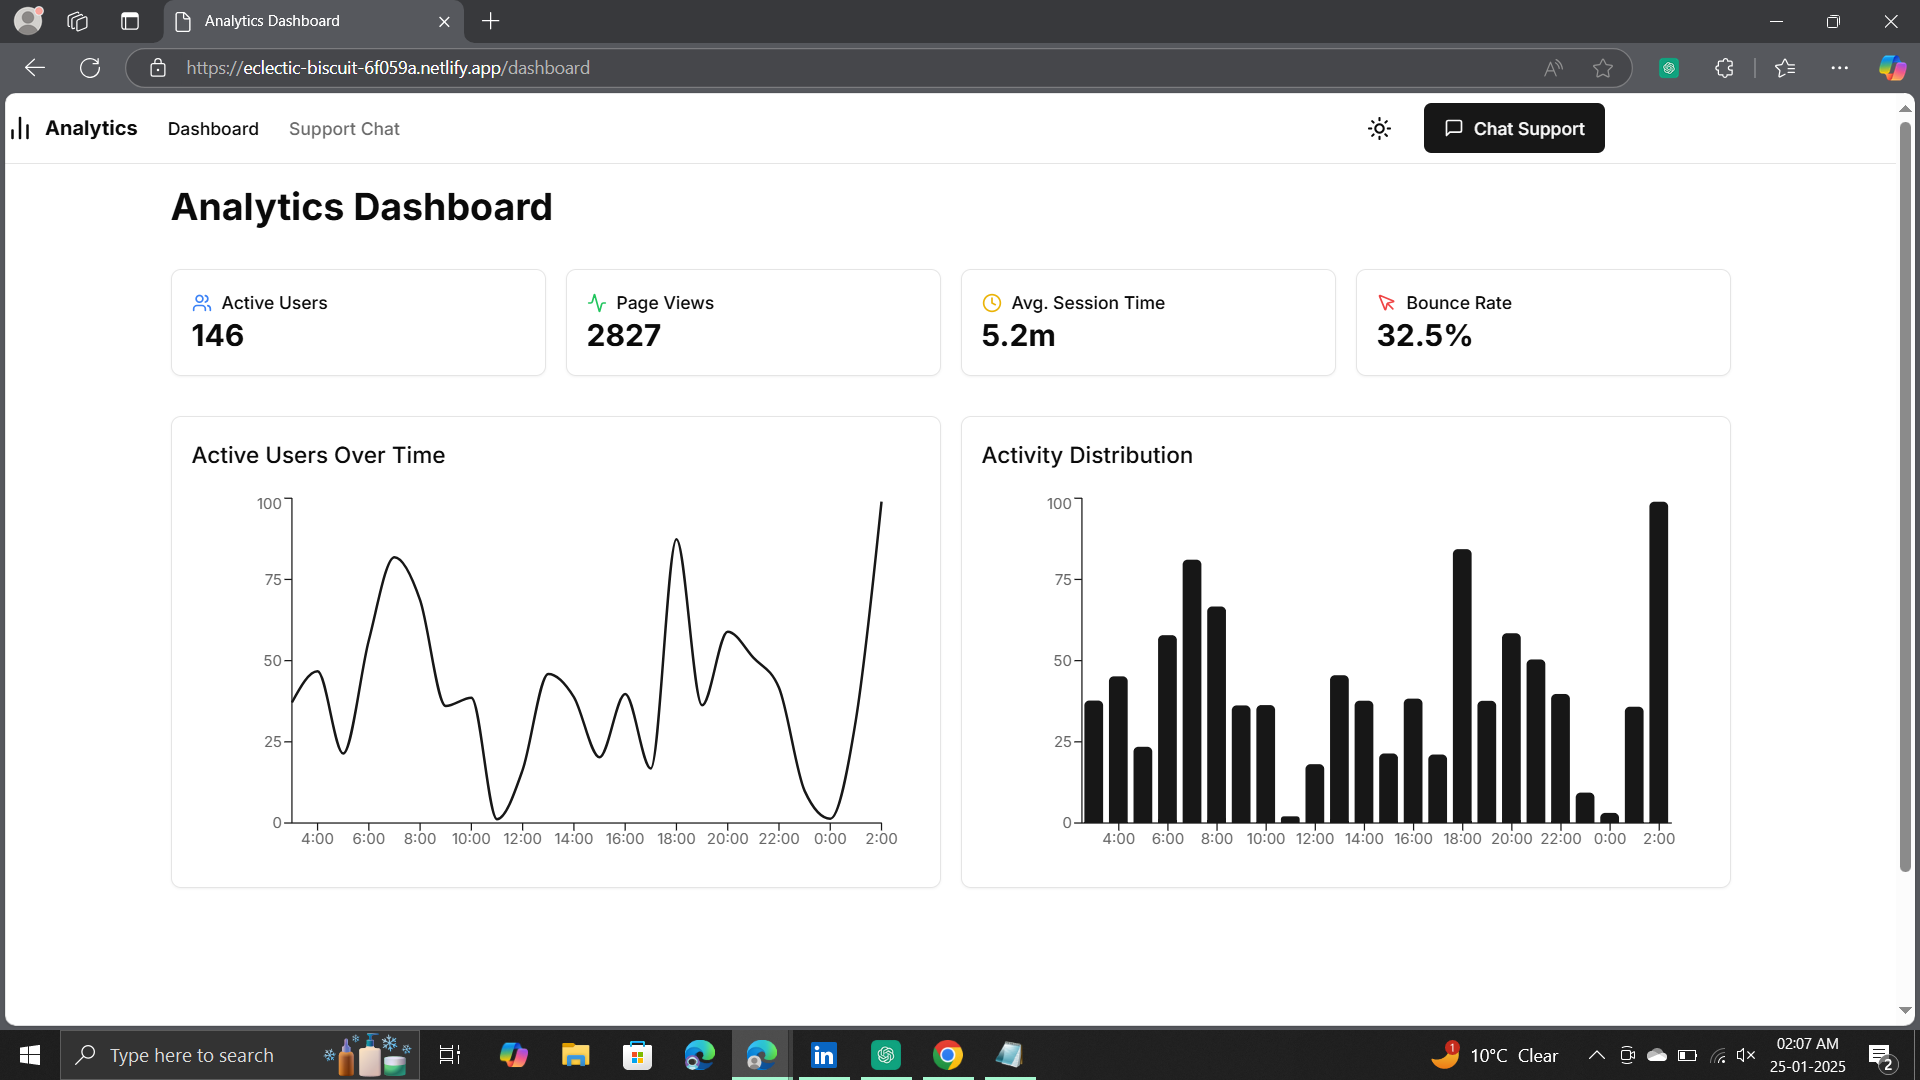 Analytics Dashboard
https://eclectic-biscuit-6f059a.netlify.app/dashboard
Analytics Dashboard Support Chat Chat Support
Analytics Dashboard
Active Users
146
Page Views
2827
Avg. Session Time
5.2m
Bounce Rate
32.5%
Active Users Over Time
100
75
50
25
0
4:00 6:00 8:00 10:00 12:00 14:00 16:00 18:00 20:00 22:00 0:00 2:00
Activity Distribution
100
75
50
25
0
4:00 6:00 8:00 10:00 12:00 14:00 16:00 18:00 20:00 22:00 0:00 2:00
Type here to search
in
1
10°C Clear
02:07 AM
25-01-2025
2